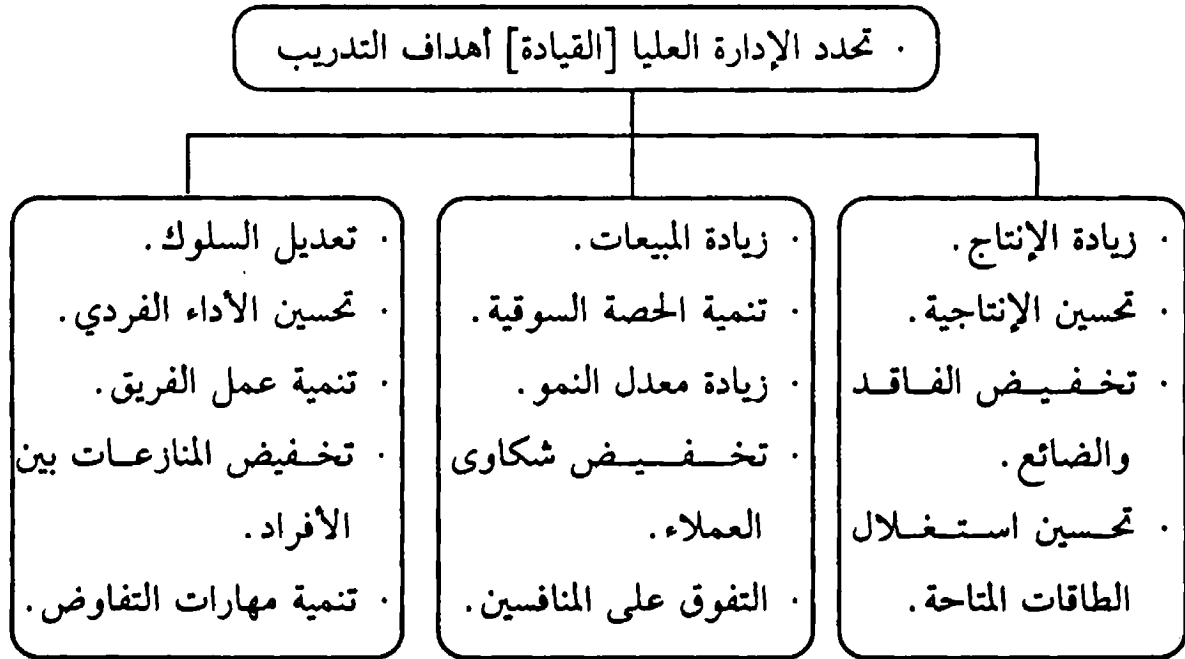 · تحدد الإدارة العليا [القيادة] أهداف التدريب
· زيادة الإنتاج.
· تحسين الإنتاجية.
· تخفيض الفاقد
والضائع.
· تحسين استغلال
الطاقات المتاحة.
· زيادة المبيعات.
· تنمية الحصة السوقية.
· زيادة معدل النمو.
· تخفيض شكاوى
العملاء.
· التفوق على المنافسين.
· تعديل السلوك.
· تحسين الأداء الفردي.
· تنمية عمل الفريق.
· تخفيض المنازعات بين
الأفراد.
· تنمية مهارات التفاوض.